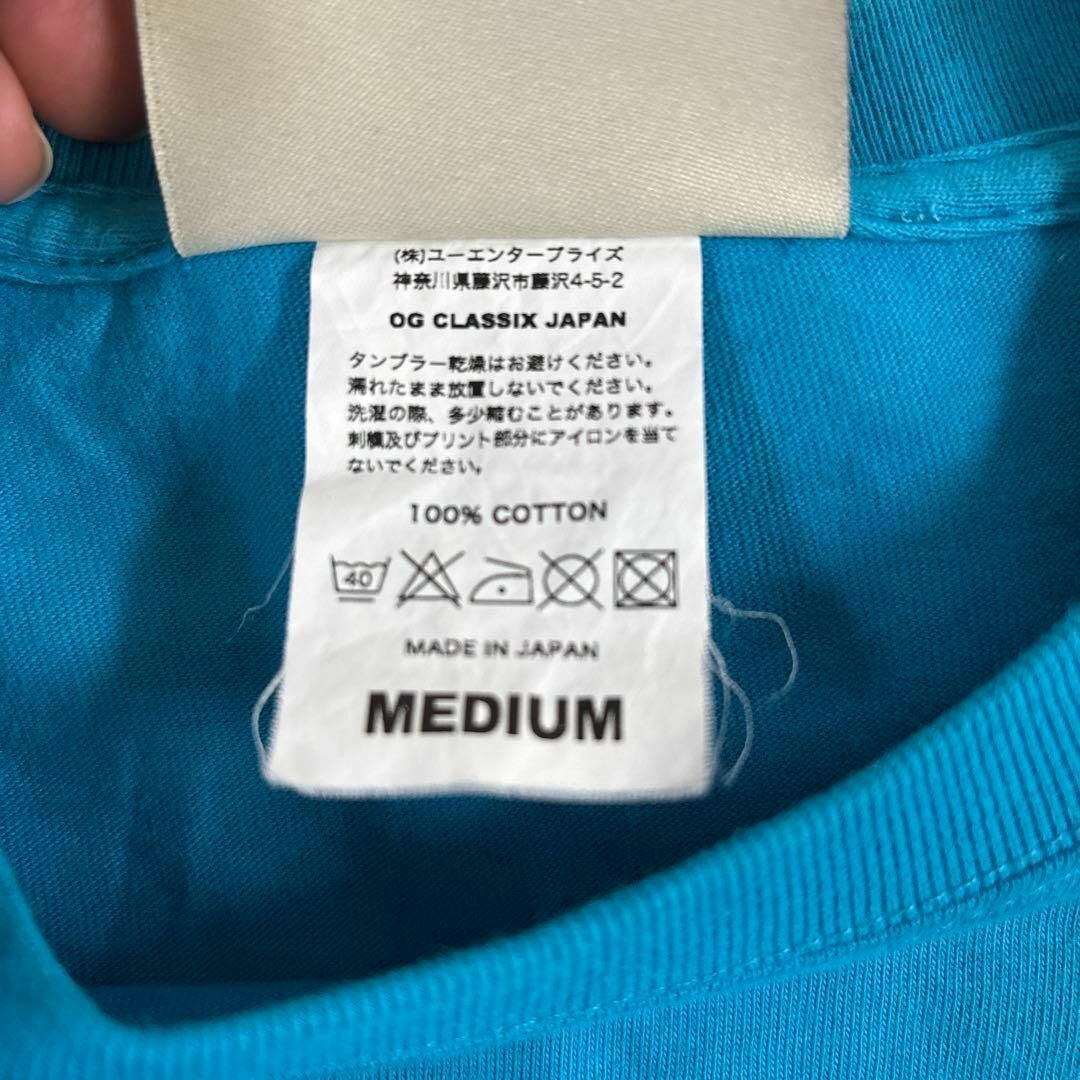 (株)ユーエンタープライズ
神奈川県藤沢市藤沢4-5-2
OG CLASSIX JAPAN
タンブラー乾燥はお避けください。
濡れたまま放置しないでください。
洗濯の際、多少縮むことがあります。
刺繍及びプリント部分にアイロンを当て
ないでください。
100% COTTON
40
MADE IN JAPAN
MEDIUM